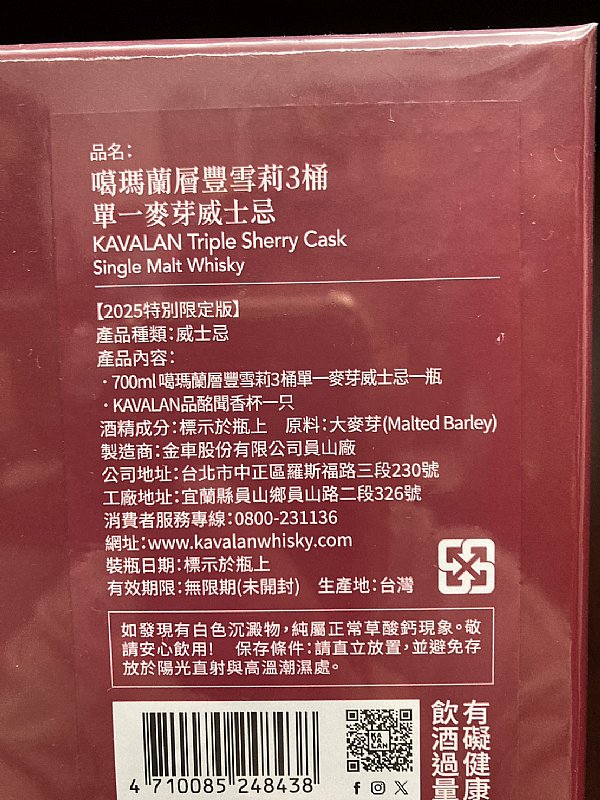 品名：
噶瑪蘭層豐雪莉3桶
單一麥芽威士忌
KAVALAN Triple Sherry Cask
Single Malt Whisky
【2025特別限定版】
產品種類：威士忌
產品內容：
・700ml 噶瑪蘭層豐雪莉3桶單一麥芽威士忌一瓶
・KAVALAN品酩聞香杯一只
酒精成分：標示於瓶上　原料：大麥芽(Malted Barley)
製造商：金車股份有限公司員山廠
公司地址：台北市中正區羅斯福路三段230號
工廠地址：宜蘭縣員山鄉員山路二段326號
消費者服務專線：0800-231136
網址：www.kavalanwhisky.com
裝瓶日期：標示於瓶上
有效期限：無限期(未開封)　生產地：台灣
如發現有白色沉澱物，純屬正常草酸鈣現象。敬
請安心飲用！　保存條件：請直立放置，並避免存
放於陽光直射與高溫潮濕處。
4 710085 248438
KA
VA
LAN
飲酒過量
有礙健康